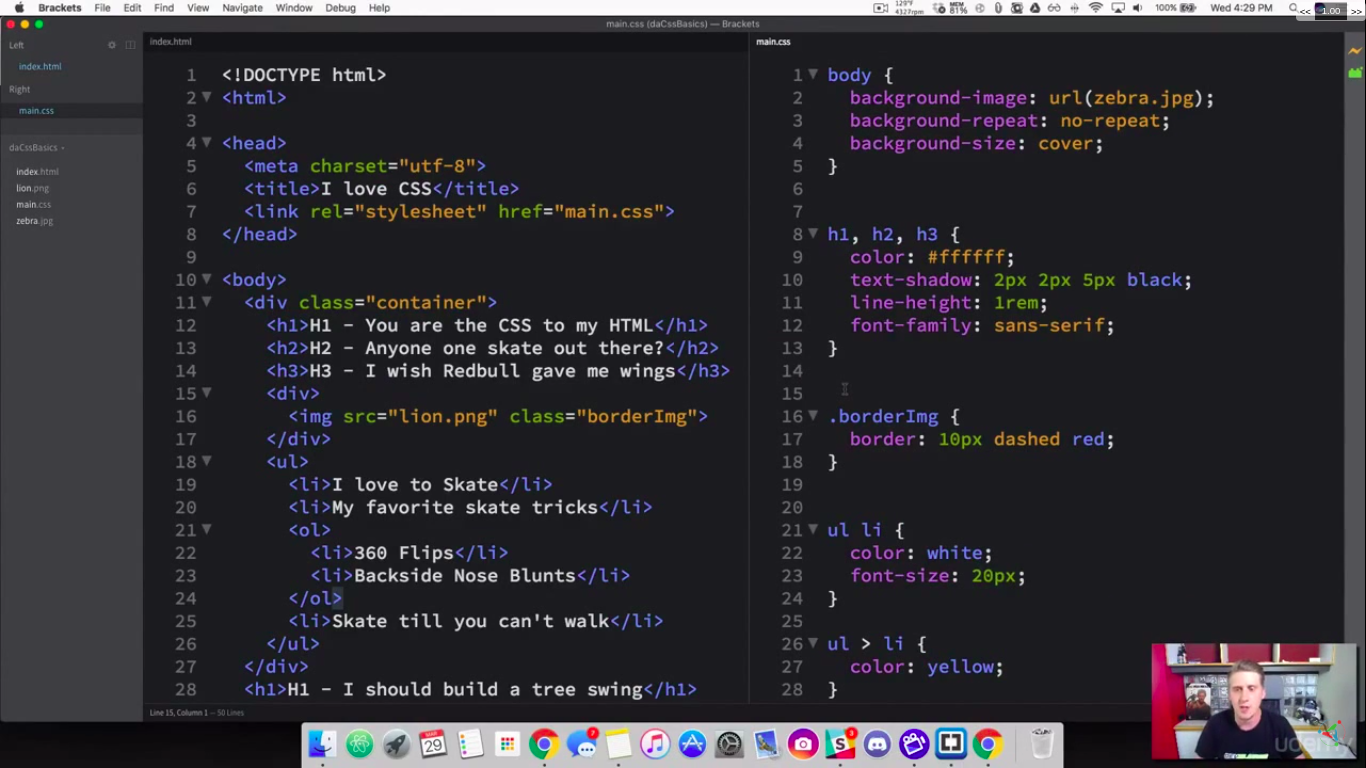 Brackets File Edit Find View Navigate Window Debug Help
129°F
4127rpm
MEM
81%
100%
Wed 4:29 PM
<< 1.00 >>
main.css (daCssBasics) — Brackets
Left
index.html
Right
main.css
daCssBasics
index.html
lion.png
main.css
zebra.jpg
index.html
1 <!DOCTYPE html>
2 <html>
3
4 <head>
5 <meta charset="utf-8">
6 <title>I love CSS</title>
7 <link rel="stylesheet" href="main.css">
8 </head>
9
10 <body>
11 <div class="container">
12 <h1>H1 - You are the CSS to my HTML</h1>
13 <h2>H2 - Anyone one skate out there?</h2>
14 <h3>H3 - I wish Redbull gave me wings</h3>
15 <div>
16 <img src="lion.png" class="borderImg">
17 </div>
18 <ul>
19 <li>I love to Skate</li>
20 <li>My favorite skate tricks</li>
21 <ol>
22 <li>360 Flips</li>
23 <li>Backside Nose Blunts</li>
24 </ol>
25 <li>Skate till you can't walk</li>
26 </ul>
27 </div>
28 <h1>H1 - I should build a tree swing</h1>
main.css
1 body {
2 background-image: url(zebra.jpg);
3 background-repeat: no-repeat;
4 background-size: cover;
5 }
6
7
8 h1, h2, h3 {
9 color: #ffffff;
10 text-shadow: 2px 2px 5px black;
11 line-height: 1rem;
12 font-family: sans-serif;
13 }
14
15
16 .borderImg {
17 border: 10px dashed red;
18 }
19
20
21 ul li {
22 color: white;
23 font-size: 20px;
24 }
25
26 ul > li {
27 color: yellow;
28 }
Line 15, Column 1 — 50 Lines
29
7
3
udemy